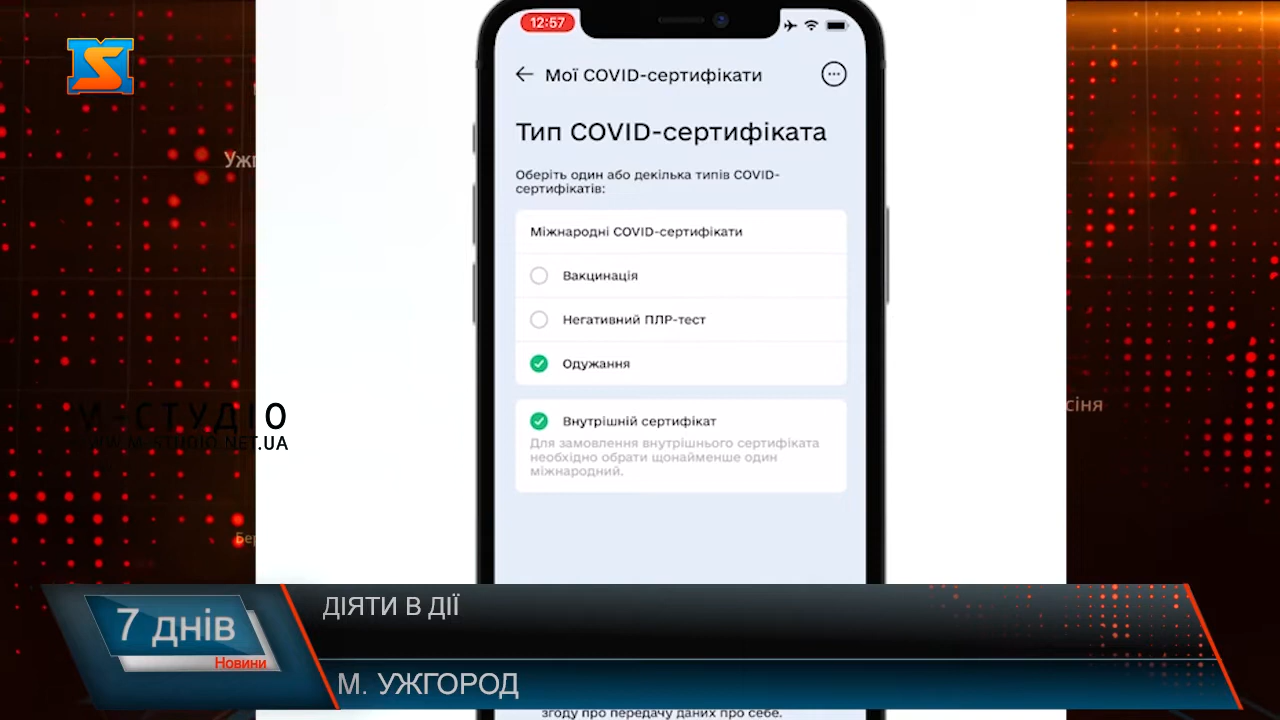 12:57
Мої COVID-сертифікати
Тип COVID-сертифіката
Оберіть один або декілька типів COVID-
сертифікатів:
Міжнародні COVID-сертифікати
Вакцинація
Негативний ПЛР-тест
Одужання
Внутрішній сертифікат
Для замовлення внутрішнього сертифіката
необхідно обрати щонайменше один
міжнародний.
М-СТУДІО
WWW.M-STUDIO.NET.UA
7 днів
Новини
ДІЯТИ В ДІЇ
М. УЖГОРОД
згоду про передачу даних про себе.